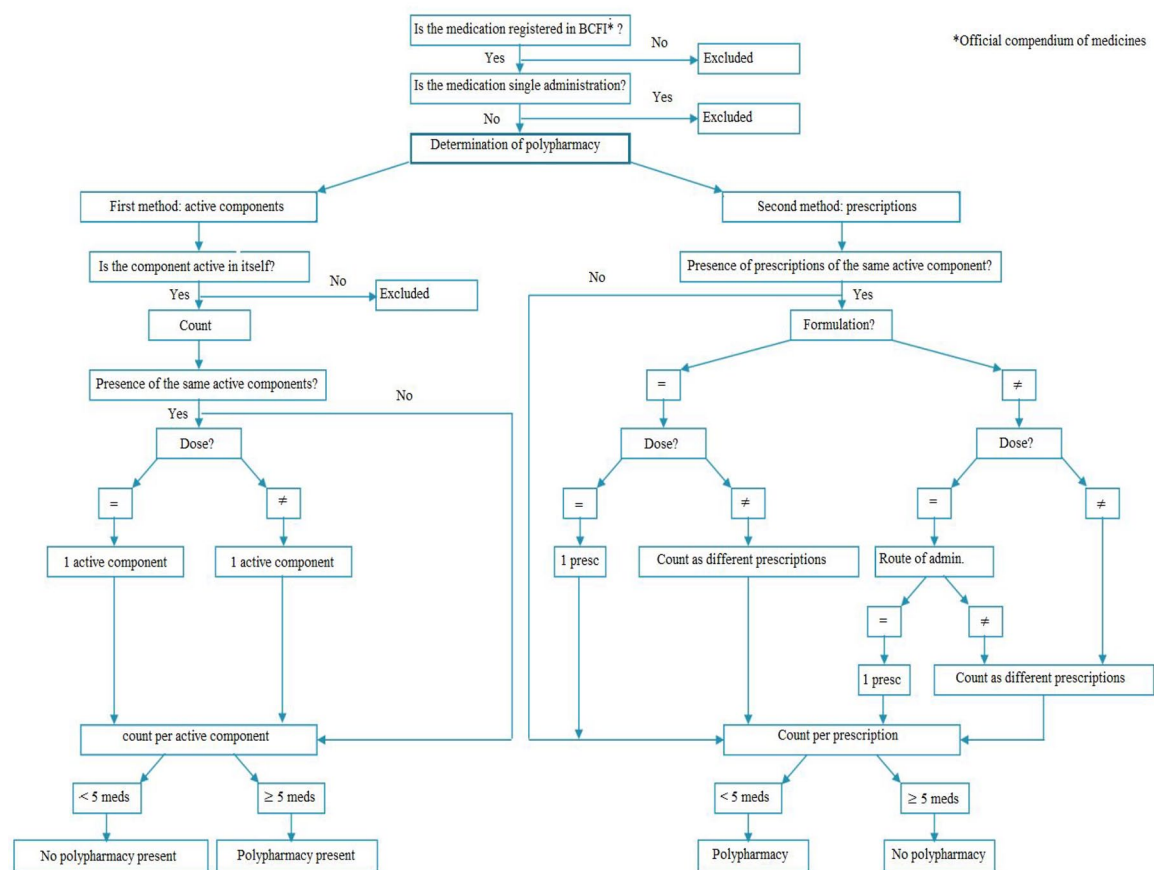 Is the medication registered in BCFI* ?
*Official compendium of medicines
No
Yes
Excluded
Is the medication single administration?
Yes
No
Excluded
Determination of polypharmacy
First method: active components
Second method: prescriptions
Is the component active in itself?
Presence of prescriptions of the same active component?
No
No
Yes
Excluded
Yes
Count
Formulation?
Presence of the same active components?
=
≠
No
Yes
Dose?
Dose?
Dose?
=
≠
=
≠
=
≠
1 active component
1 active component
1 presc
Count as different prescriptions
Route of admin.
=
≠
1 presc
Count as different prescriptions
count per active component
Count per prescription
< 5 meds
≥ 5 meds
< 5 meds
≥ 5 meds
No polypharmacy present
Polypharmacy present
Polypharmacy
No polypharmacy